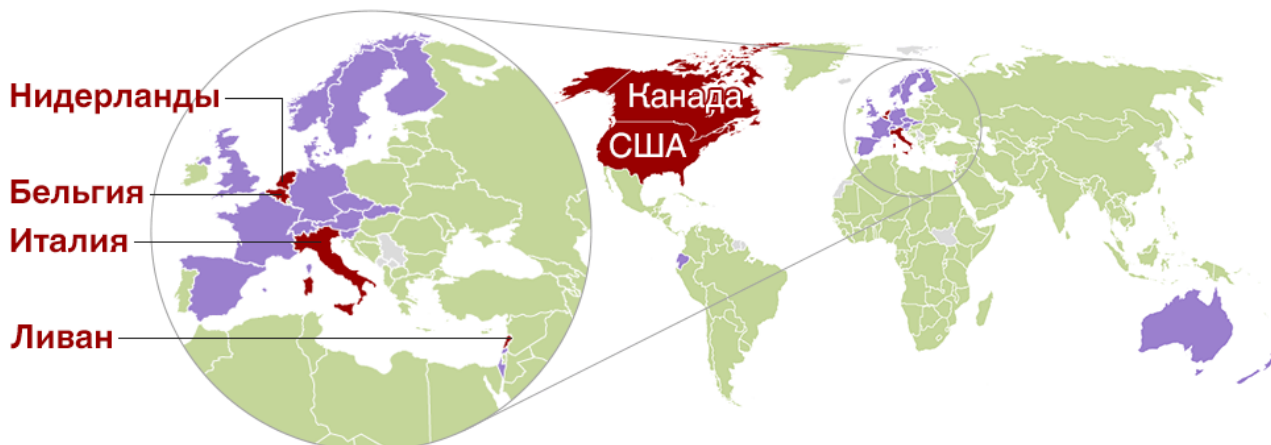 Нидерланды
Бельгия
Италия
Ливан
Канада
США